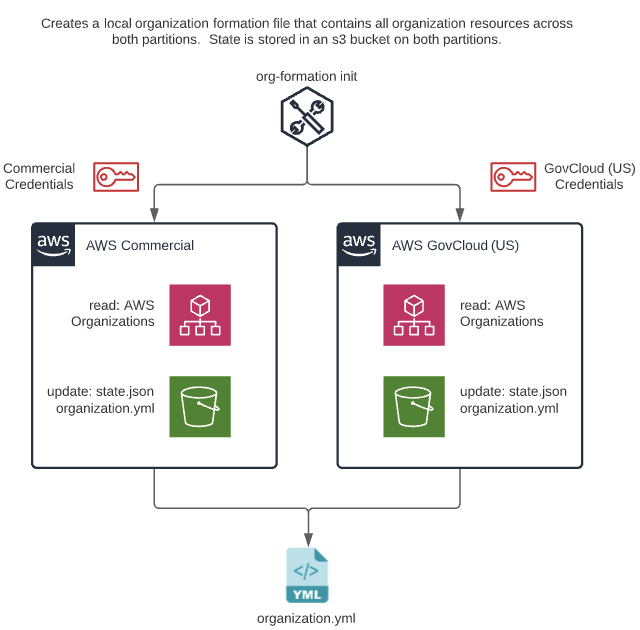 Creates a local organization formation file that contains all organization resources across
both partitions.  State is stored in an s3 bucket on both partitions.
org-formation init
Commercial
Credentials
GovCloud (US)
Credentials
aws
AWS Commercial
read: AWS
Organizations
update: state.json
organization.yml
aws
AWS GovCloud (US)
read: AWS
Organizations
update: state.json
organization.yml
</>
YML
organization.yml